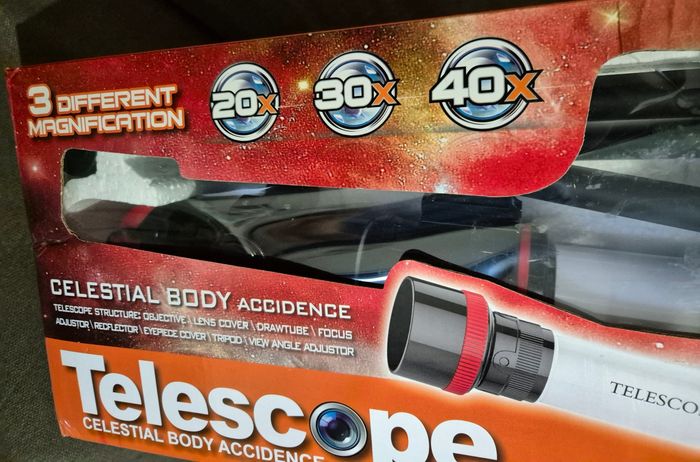 3 DIFFERENT
MAGNIFICATION
20X
30X
40X
CELESTIAL BODY ACCIDENCE
TELESCOPE STRUCTURE: OBJECTIVE \ LENS COVER \ DRAWTUBE \ FOCUS
ADJUSTOR \ RECFLECTOR \ EYEPIECE COVER \ TRIPOD \ VIEW ANGLE ADJUSTOR
TELESCO
Telescope
CELESTIAL BODY ACCIDENCE